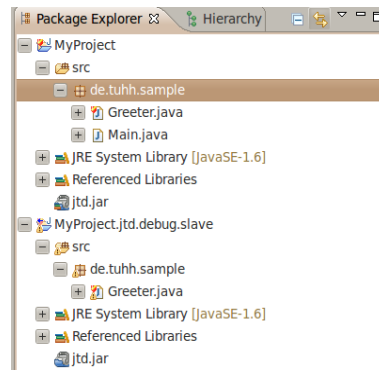 Package Explorer Hierarchy
MyProject
src
de.tuhh.sample
Greeter.java
Main.java
JRE System Library [JavaSE-1.6]
Referenced Libraries
jtd.jar
MyProject.jtd.debug.slave
src
de.tuhh.sample
Greeter.java
JRE System Library [JavaSE-1.6]
Referenced Libraries
jtd.jar